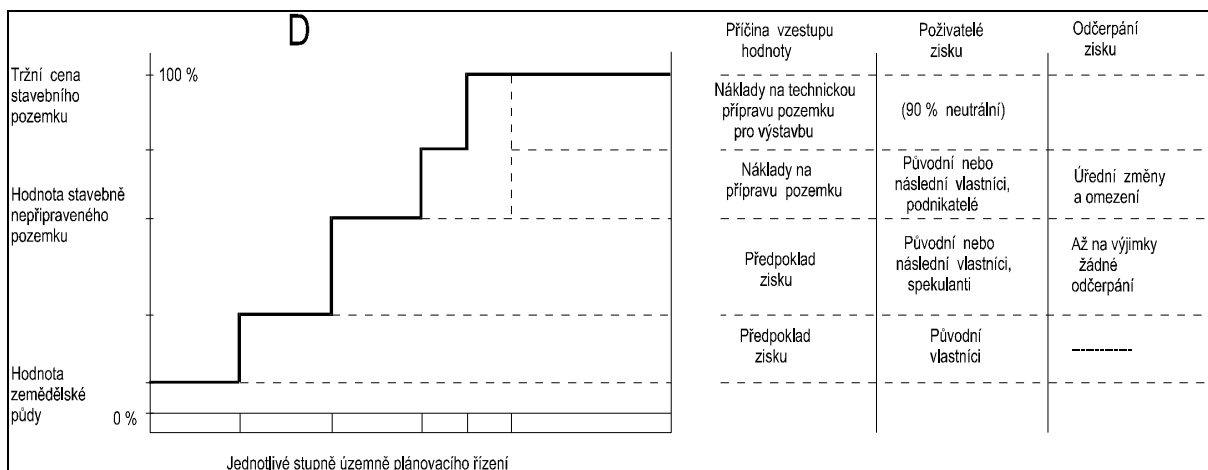 D
Tržní cena
stavebního
pozemku
100 %
Hodnota stavebně
nepřipraveného
pozemku
Hodnota
zemědělské
půdy
0 %
Jednotlivé stupně územně plánovacího řízení
Příčina vzestupu
hodnoty
Poživatelé
zisku
Odčerpání
zisku
Náklady na technickou
přípravu pozemku
pro výstavbu
(90 % neutrální)
Náklady na
přípravu pozemku
Původní nebo
následní vlastníci,
podnikatelé
Úřední změny
a omezení
Předpoklad
zisku
Původní nebo
následní vlastníci,
spekulanti
Až na výjimky
žádné
odčerpání
Předpoklad
zisku
Původní
vlastníci
-------------